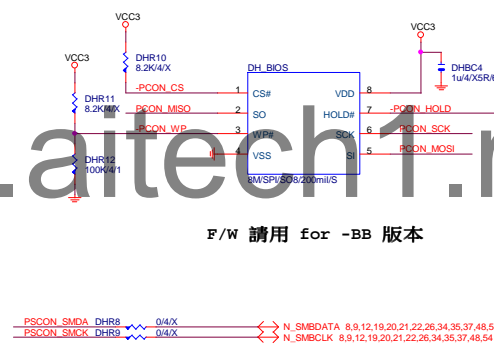 VCC3
VCC3
VCC3
DHR10
8.2K/4/X
DH_BIOS
DHBC4
1u/4/X5R/6
DHR11
8.2K/4/X
-PCON_CS 1 CS# VDD 8
PCON_MISO 2 SO HOLD# 7 -PCON_HOLD
-PCON_WP 3 WP# SCK 6 PCON_SCK
4 VSS SI 5 PCON_MOSI
DHR12
100K/4/1
8M/SPI/SO8/200mil/S
.aitech1.r
F/W 請用 for -BB 版本
PSCON_SMDA DHR8 0/4/X N_SMBDATA 8,9,12,19,20,21,22,26,34,35,37,48,5
PSCON_SMCK DHR9 0/4/X N_SMBCLK 8,9,12,19,20,21,22,26,34,35,37,48,54